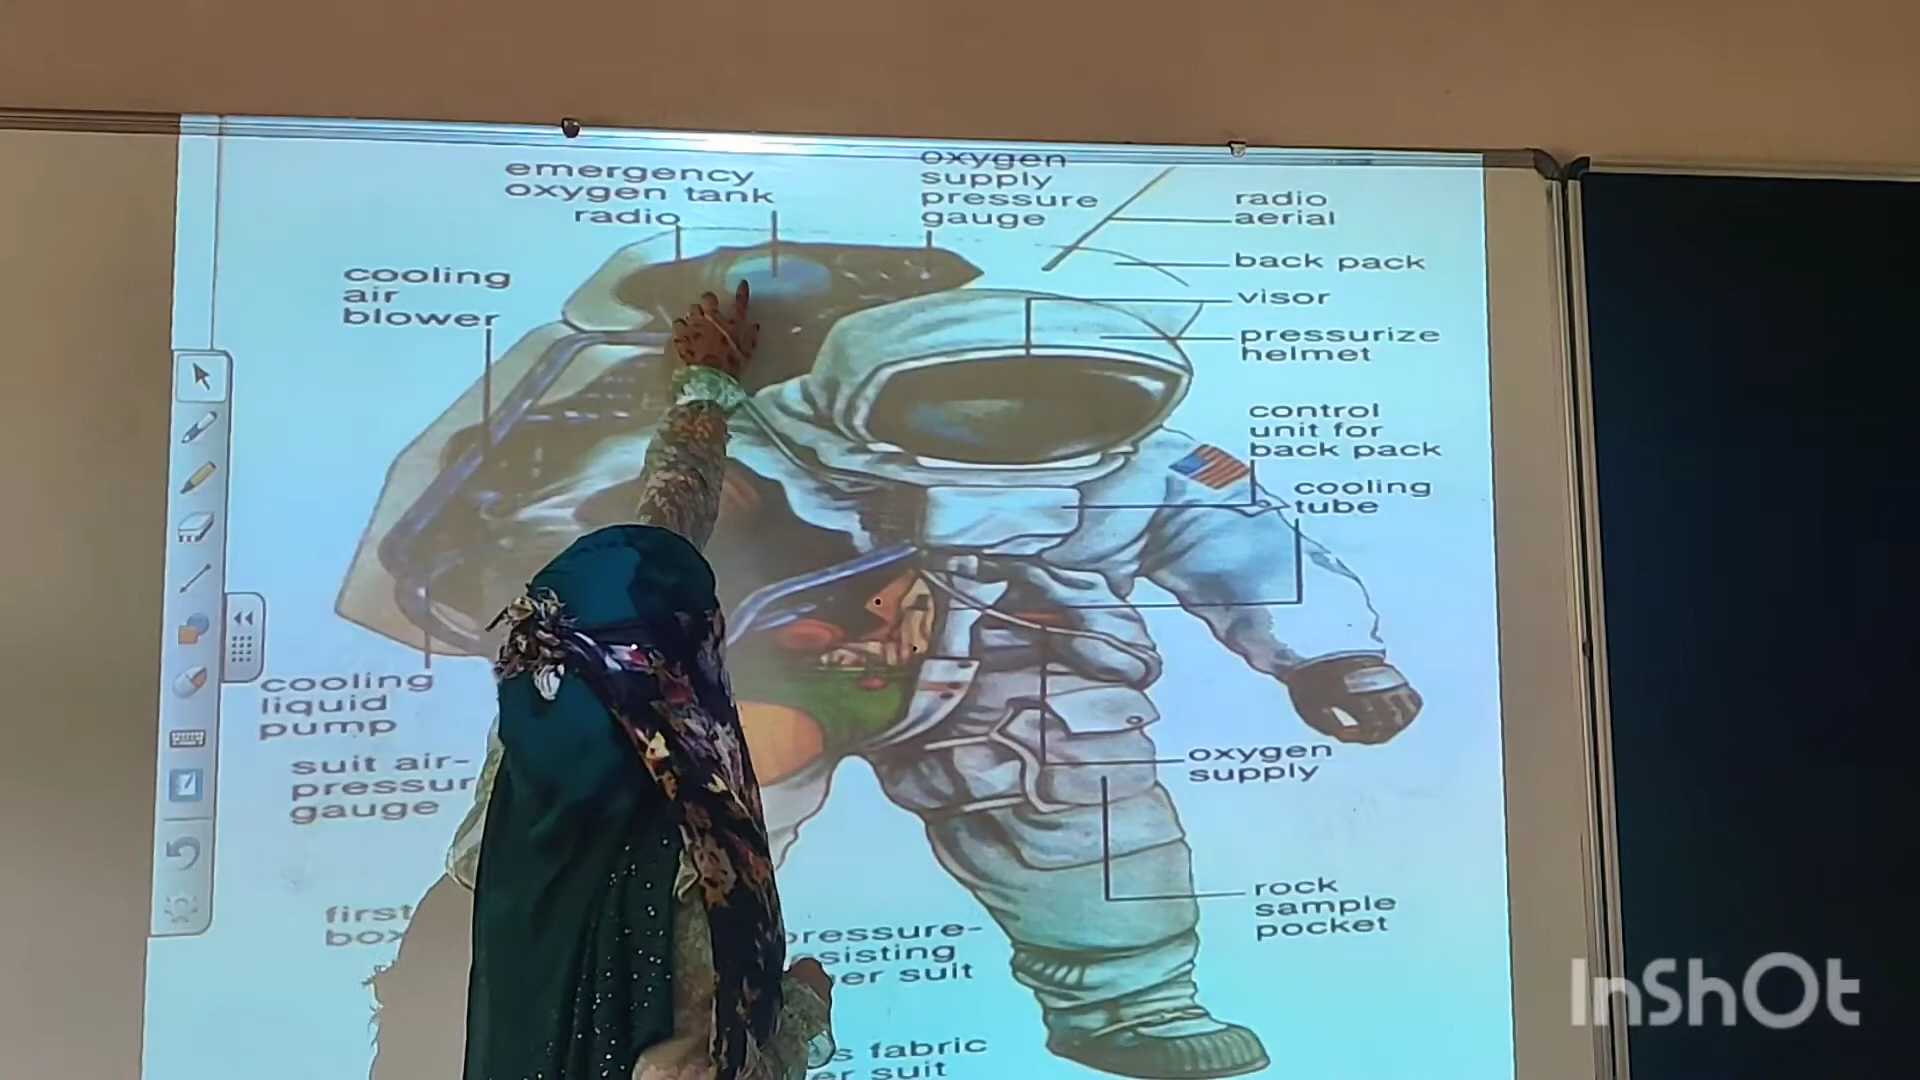 emergency
oxygen tank
radio
oxygen
supply
pressure
gauge
radio
aerial
back pack
visor
pressurize
helmet
cooling
air
blower
control
unit for
back pack
cooling
tube
cooling
liquid
pump
suit air-
gauge
oxygen
supply
rock
sample
pocket
first
suit
fabric
suit
InShOt